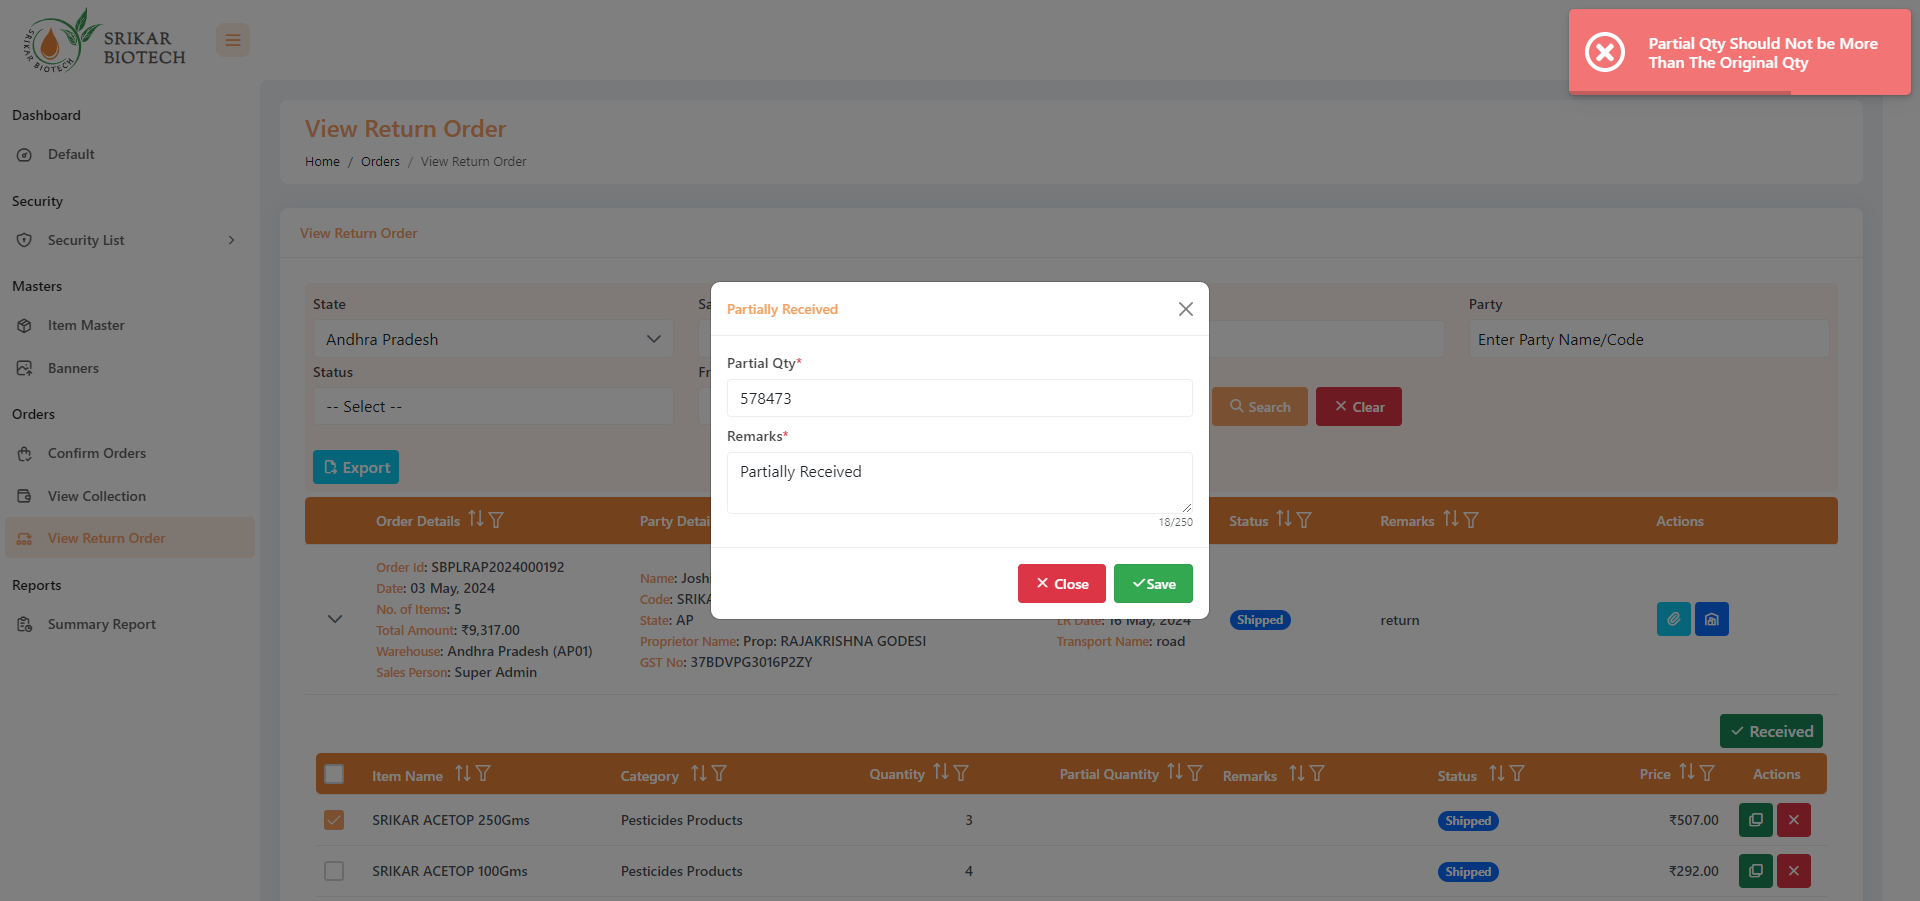 SRIKAR BIOTECH
SRIKAR
BIOTECH
Partial Qty Should Not be More
Than The Original Qty
Dashboard
Default
Security
Security List
Masters
Item Master
Banners
Orders
Confirm Orders
View Collection
View Return Order
Reports
Summary Report
View Return Order
Home / Orders / View Return Order
View Return Order
State
Sa
Party
Andhra Pradesh
Enter Party Name/Code
Status
Fr
-- Select --
Search
Clear
Export
Partially Received
Partial Qty*
578473
Remarks*
Partially Received
18/250
Close
Save
Order Details
Party Detai
Status
Remarks
Actions
Order Id: SBPLRAP2024000192
Date: 03 May, 2024
No. of Items: 5
Total Amount: ₹9,317.00
Warehouse: Andhra Pradesh (AP01)
Sales Person: Super Admin
Name: Josh
Code: SRIKA
State: AP
Proprietor Name: Prop: RAJAKRISHNA GODESI
GST No: 37BDVPG3016P2ZY
LR Date: 16 May, 2024
Transport Name: road
Shipped
return
Received
Item Name
Category
Quantity
Partial Quantity
Remarks
Status
Price
Actions
SRIKAR ACETOP 250Gms Pesticides Products 3 Shipped ₹507.00
SRIKAR ACETOP 100Gms Pesticides Products 4 Shipped ₹292.00